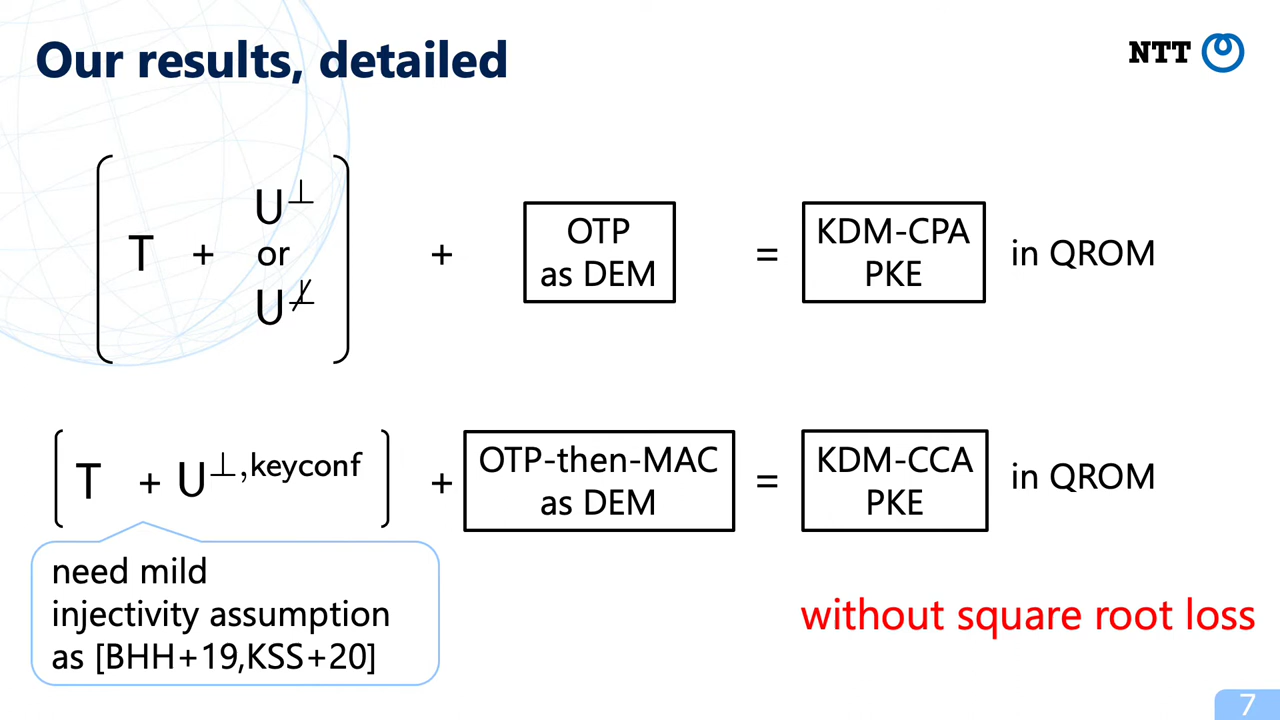 Our results, detailed
NTT
T + U⊥ or U⊥̸ + OTP as DEM = KDM-CPA PKE in QROM
T + U⊥,keyconf + OTP-then-MAC as DEM = KDM-CCA PKE in QROM
need mild
injectivity assumption
as [BHH+19,KSS+20]
without square root loss
7